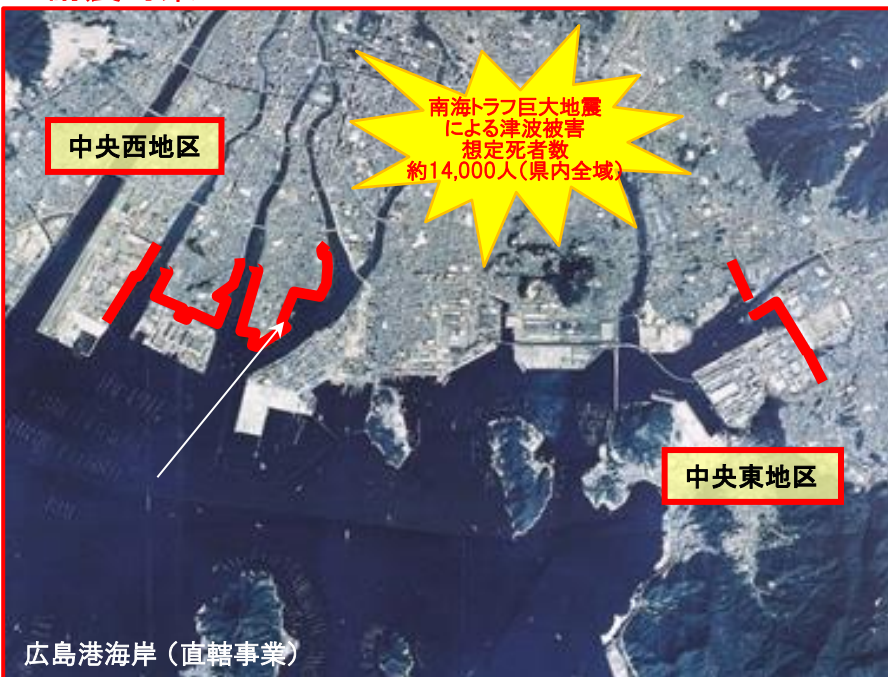 南海トラフ巨大地震
による津波被害
想定死者数
約14,000人（県内全域）
中央西地区
中央東地区
広島港海岸（直轄事業）